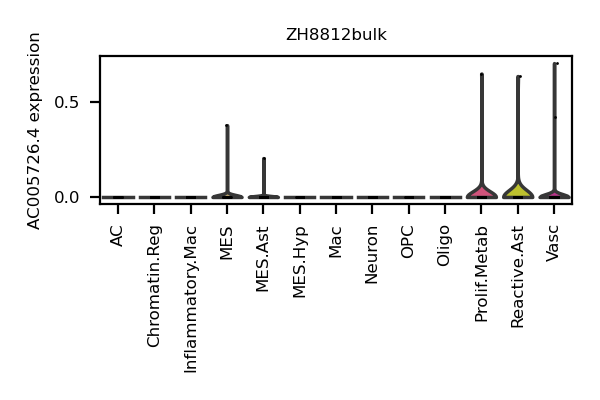 ZH8812bulk
AC005726.4 expression
0.5
0.0
AC
Chromatin.Reg
Inflammatory.Mac
MES
MES.Ast
MES.Hyp
Mac
Neuron
OPC
Oligo
Prolif.Metab
Reactive.Ast
Vasc